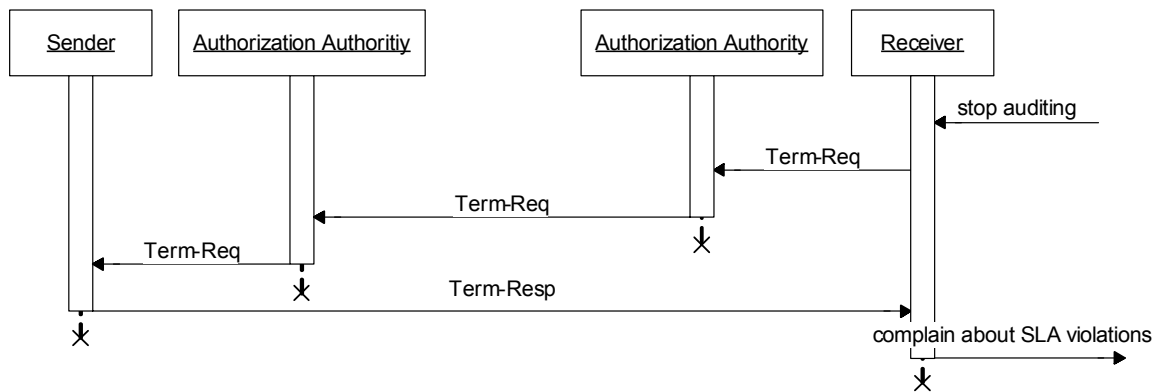 Sender
Authorization Authoritiy
Authorization Authority
Receiver
stop auditing
Term-Req
Term-Req
Term-Req
Term-Resp
complain about SLA violations